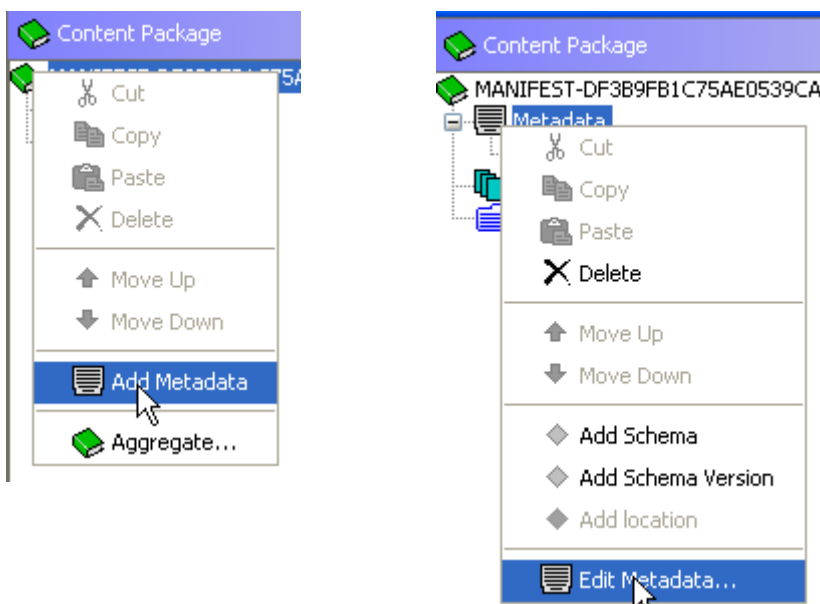 Content Package
Cut
Copy
Paste
Delete
Move Up
Move Down
Add Metadata
Aggregate...
Content Package
MANIFEST-DF3B9FB1C75AE0539CA
Metadata
Cut
Copy
Paste
Delete
Move Up
Move Down
Add Schema
Add Schema Version
Add location
Edit Metadata...